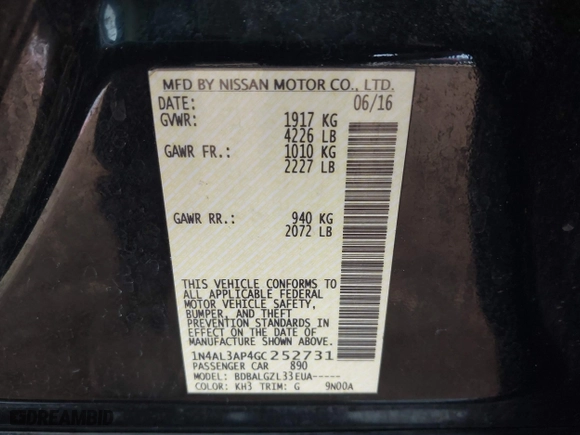 MFD BY NISSAN MOTOR CO., LTD.
DATE: 06/16
GVWR: 1917 KG
4226 LB
GAWR FR.: 1010 KG
2227 LB
GAWR RR.: 940 KG
2072 LB
THIS VEHICLE CONFORMS TO
ALL APPLICABLE FEDERAL
MOTOR VEHICLE SAFETY,
BUMPER, AND THEFT
PREVENTION STANDARDS IN
EFFECT ON THE DATE OF
MANUFACTURE SHOWN ABOVE.
1N4AL3AP4GC252731
PASSENGER CAR 890
MODEL: BDBALGZL33EUA-----
COLOR: KH3 TRIM: G 9N00A
DREAMBID